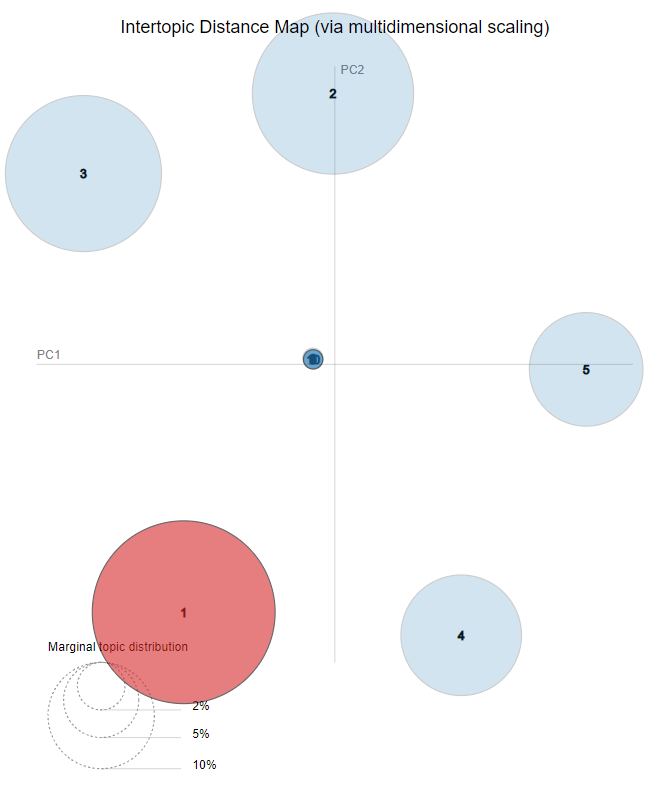 Intertopic Distance Map (via multidimensional scaling)
PC2
2
3
PC1
5
1
4
Marginal topic distribution
2%
5%
10%